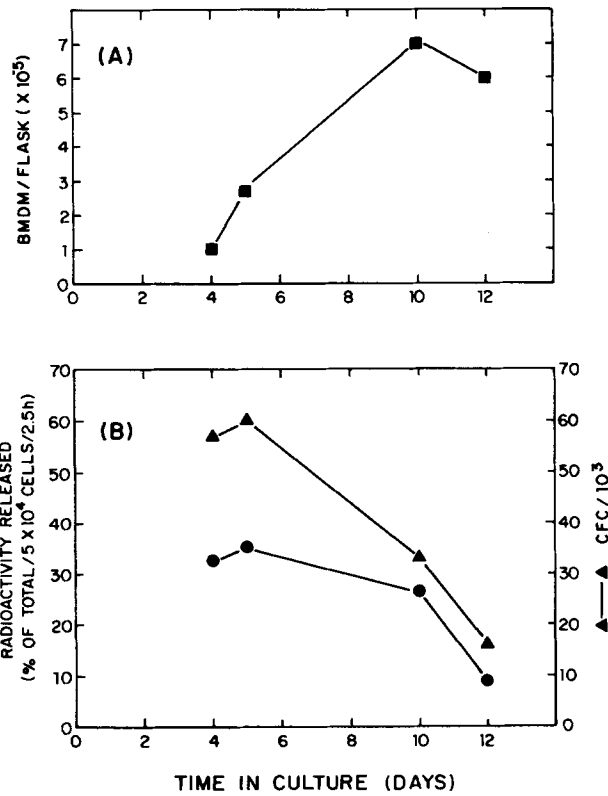 (A)
BMDM/FLASK (X10⁻⁵)
7
6
5
4
3
2
1
0
0 2 4 6 8 10 12
(B)
RADIOACTIVITY RELEASED
(% OF TOTAL/5 X 10⁴ CELLS/2.5h)
70
60
50
40
30
20
10
0
70
60
50
40
30
20
10
0
CFC/10³
0 2 4 6 8 10 12
TIME IN CULTURE (DAYS)